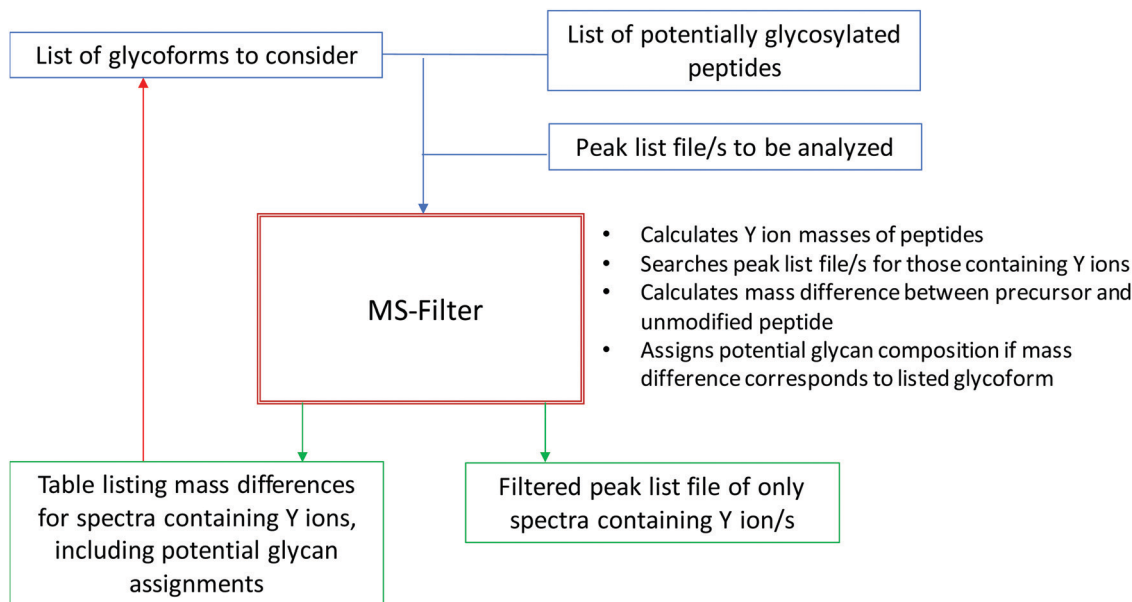 List of glycoforms to consider
List of potentially glycosylated
peptides
Peak list file/s to be analyzed
MS-Filter
• Calculates Y ion masses of peptides
• Searches peak list file/s for those containing Y ions
• Calculates mass difference between precursor and
unmodified peptide
• Assigns potential glycan composition if mass
difference corresponds to listed glycoform
Table listing mass differences
for spectra containing Y ions,
including potential glycan
assignments
Filtered peak list file of only
spectra containing Y ion/s